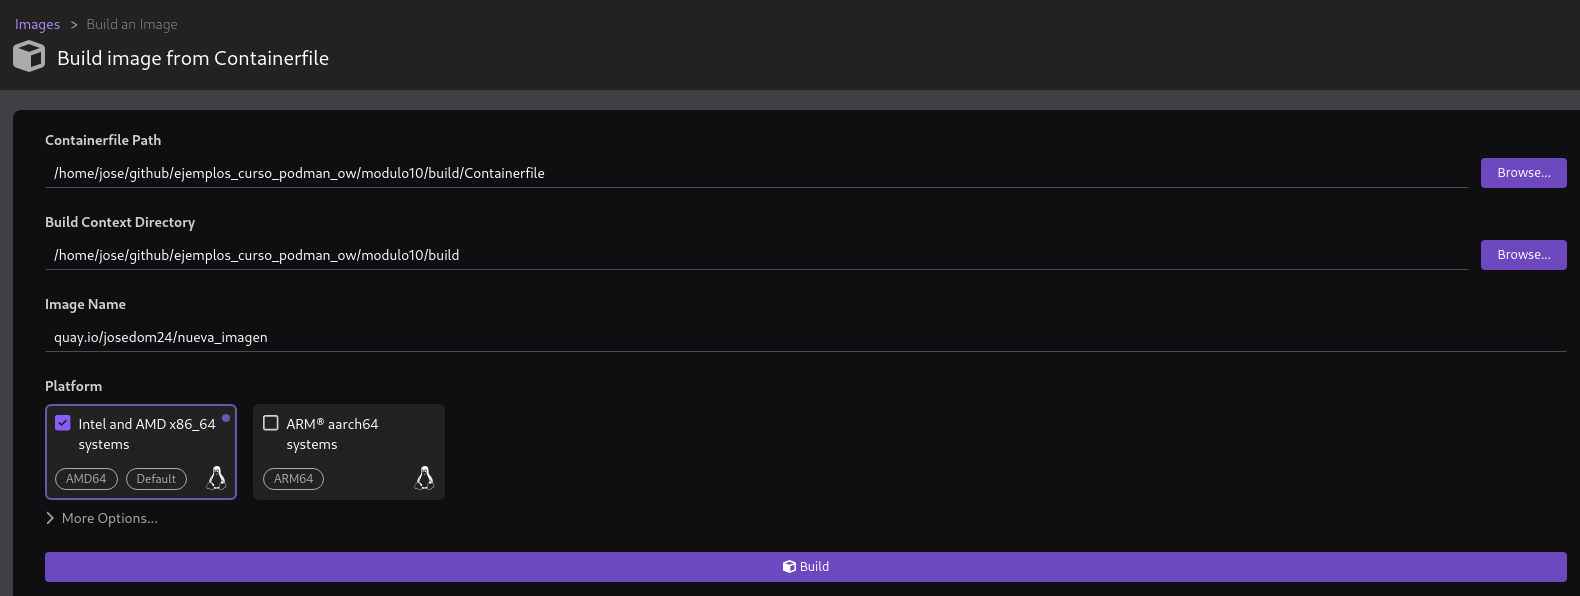 Images > Build an Image
Build image from Containerfile
Containerfile Path
/home/jose/github/ejemplos_curso_podman_ow/modulo10/build/Containerfile
Browse...
Build Context Directory
/home/jose/github/ejemplos_curso_podman_ow/modulo10/build
Browse...
Image Name
quay.io/josedom24/nueva_imagen
Platform
Intel and AMD x86_64
systems
AMD64 Default
ARM® aarch64
systems
ARM64
More Options...
Build